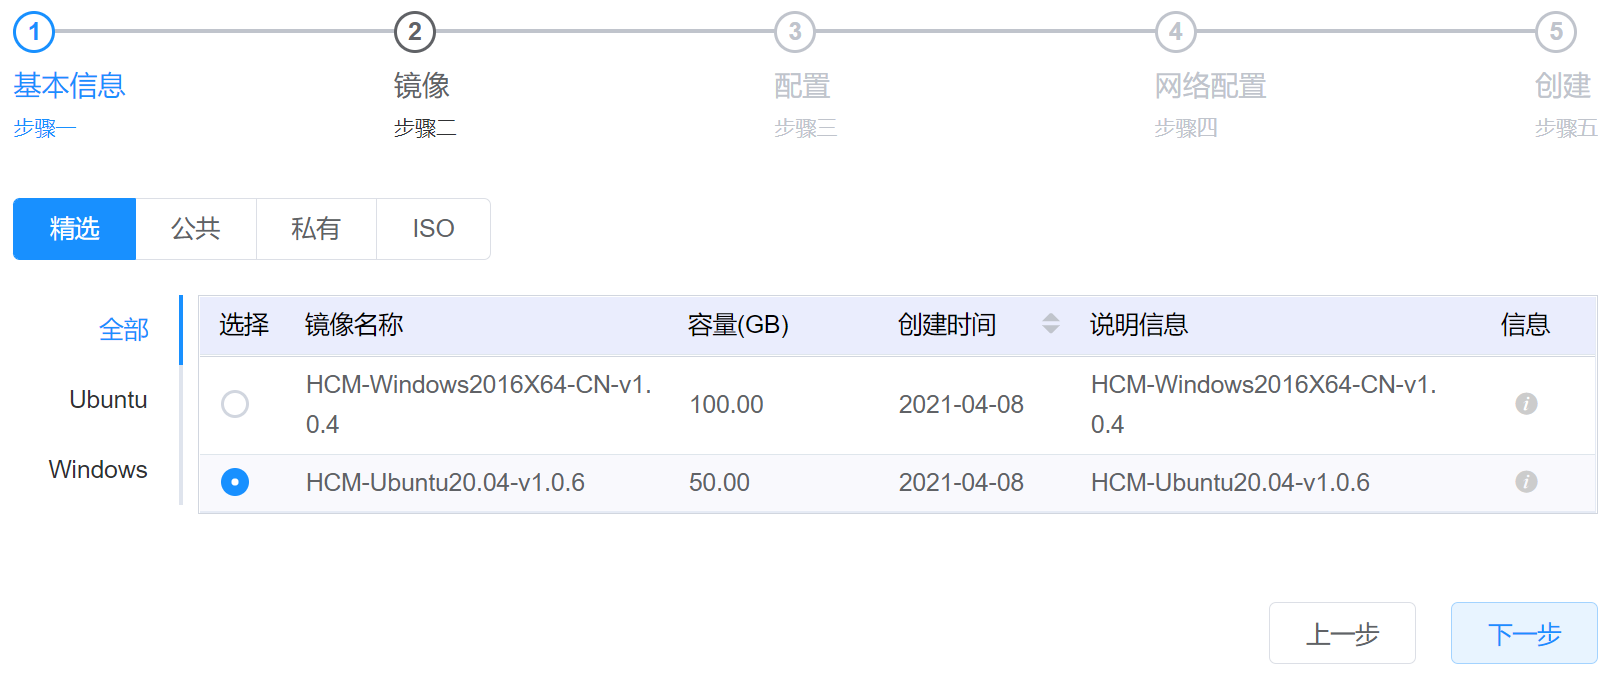 1 2 3 4 5
基本信息 镜像 配置 网络配置 创建
步骤一 步骤二 步骤三 步骤四 步骤五
精选 公共 私有 ISO
全部
Ubuntu
Windows
选择 镜像名称 容量(GB) 创建时间 说明信息 信息
HCM-Windows2016X64-CN-v1.
0.4
100.00 2021-04-08
HCM-Windows2016X64-CN-v1.
0.4
i
HCM-Ubuntu20.04-v1.0.6 50.00 2021-04-08 HCM-Ubuntu20.04-v1.0.6 i
上一步 下一步